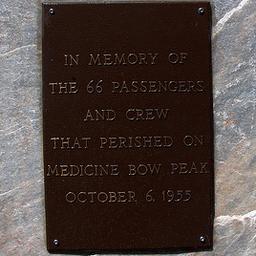 IN MEMORY OF
THE 66 PASSENGERS
AND CREW
THAT PERISHED ON
MEDICINE BOW PEAK
OCTOBER 6, 1955